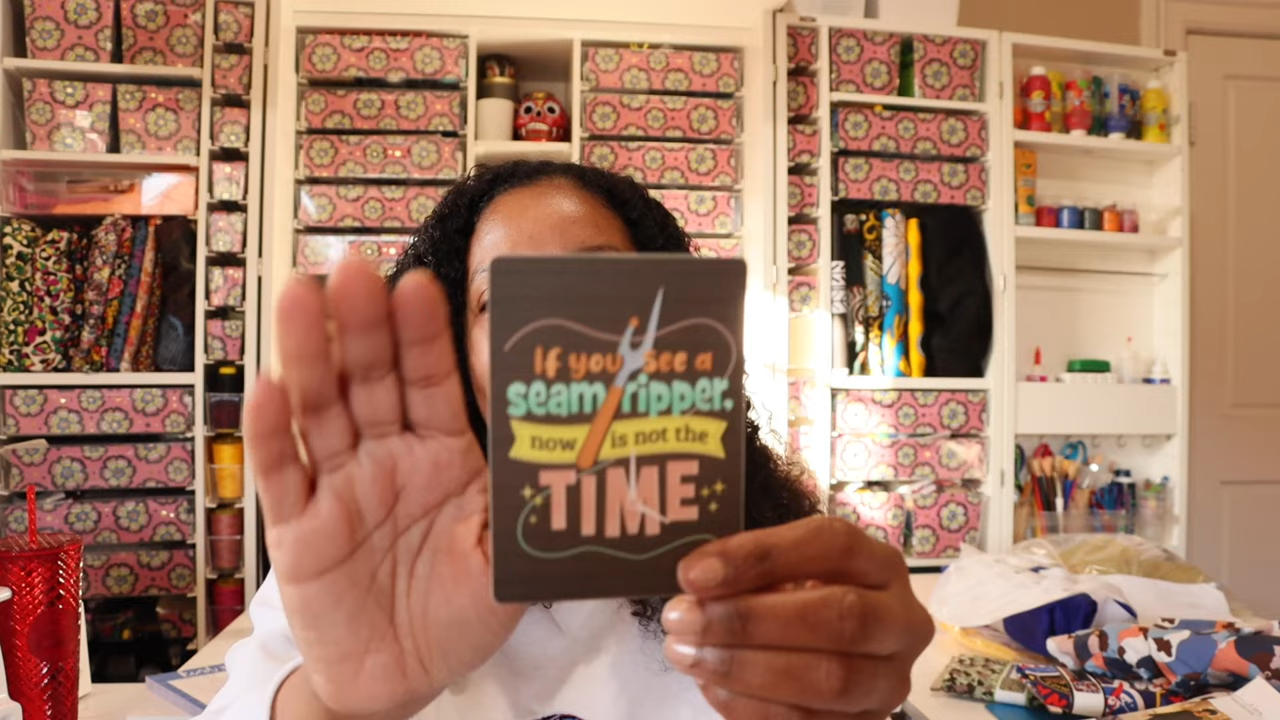 If you see a
seam ripper,
now is not the
TIME